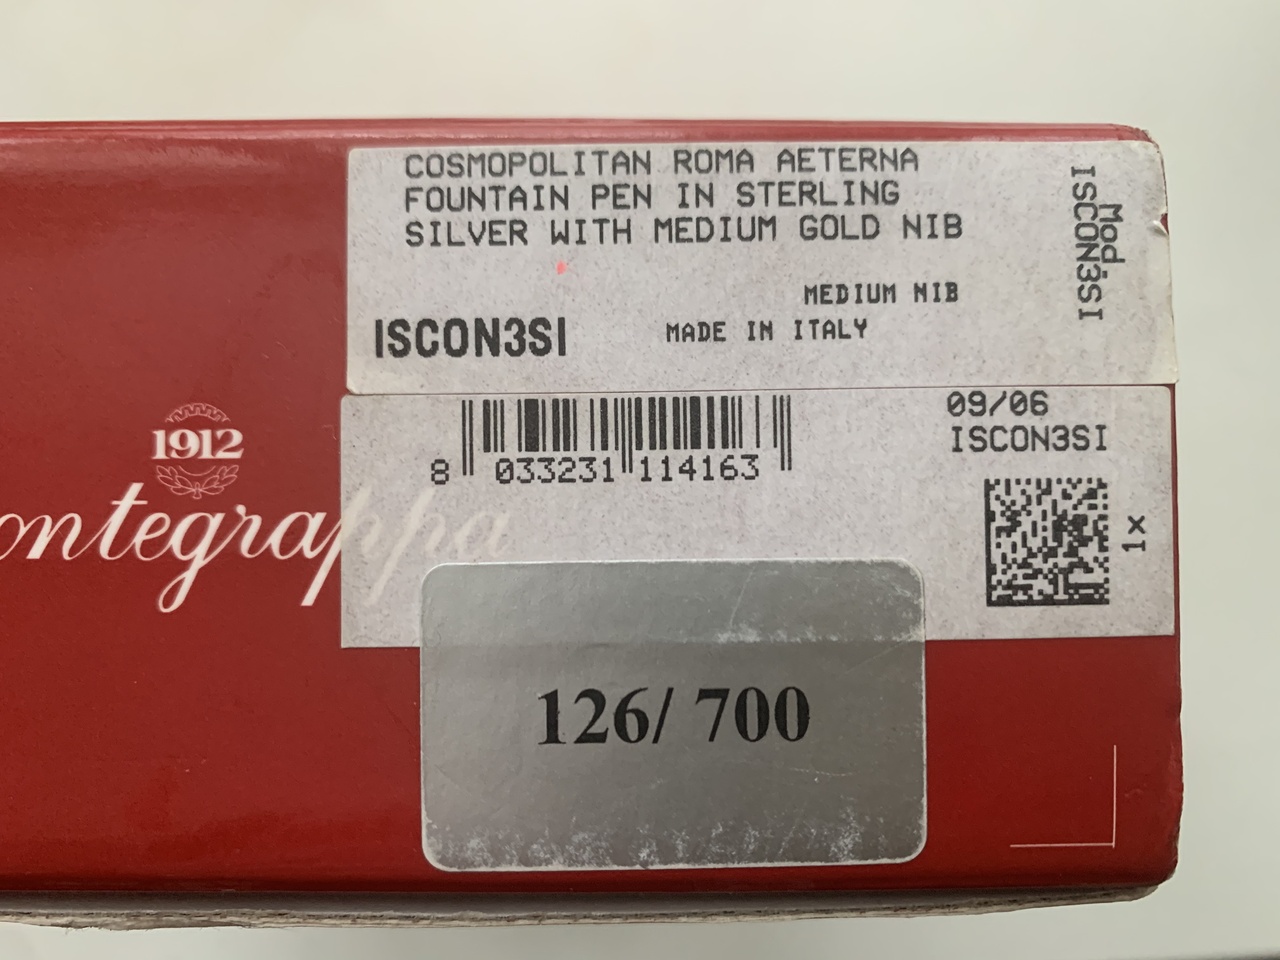 COSMOPOLITAN ROMA AETERNA
FOUNTAIN PEN IN STERLING
SILVER WITH MEDIUM GOLD NIB
MEDIUM NIB
ISCON3SI
MADE IN ITALY
Mod.
ISCON3SI
8 033231 114163
09/06
ISCON3SI
1x
1912
ontegrappa
126/ 700